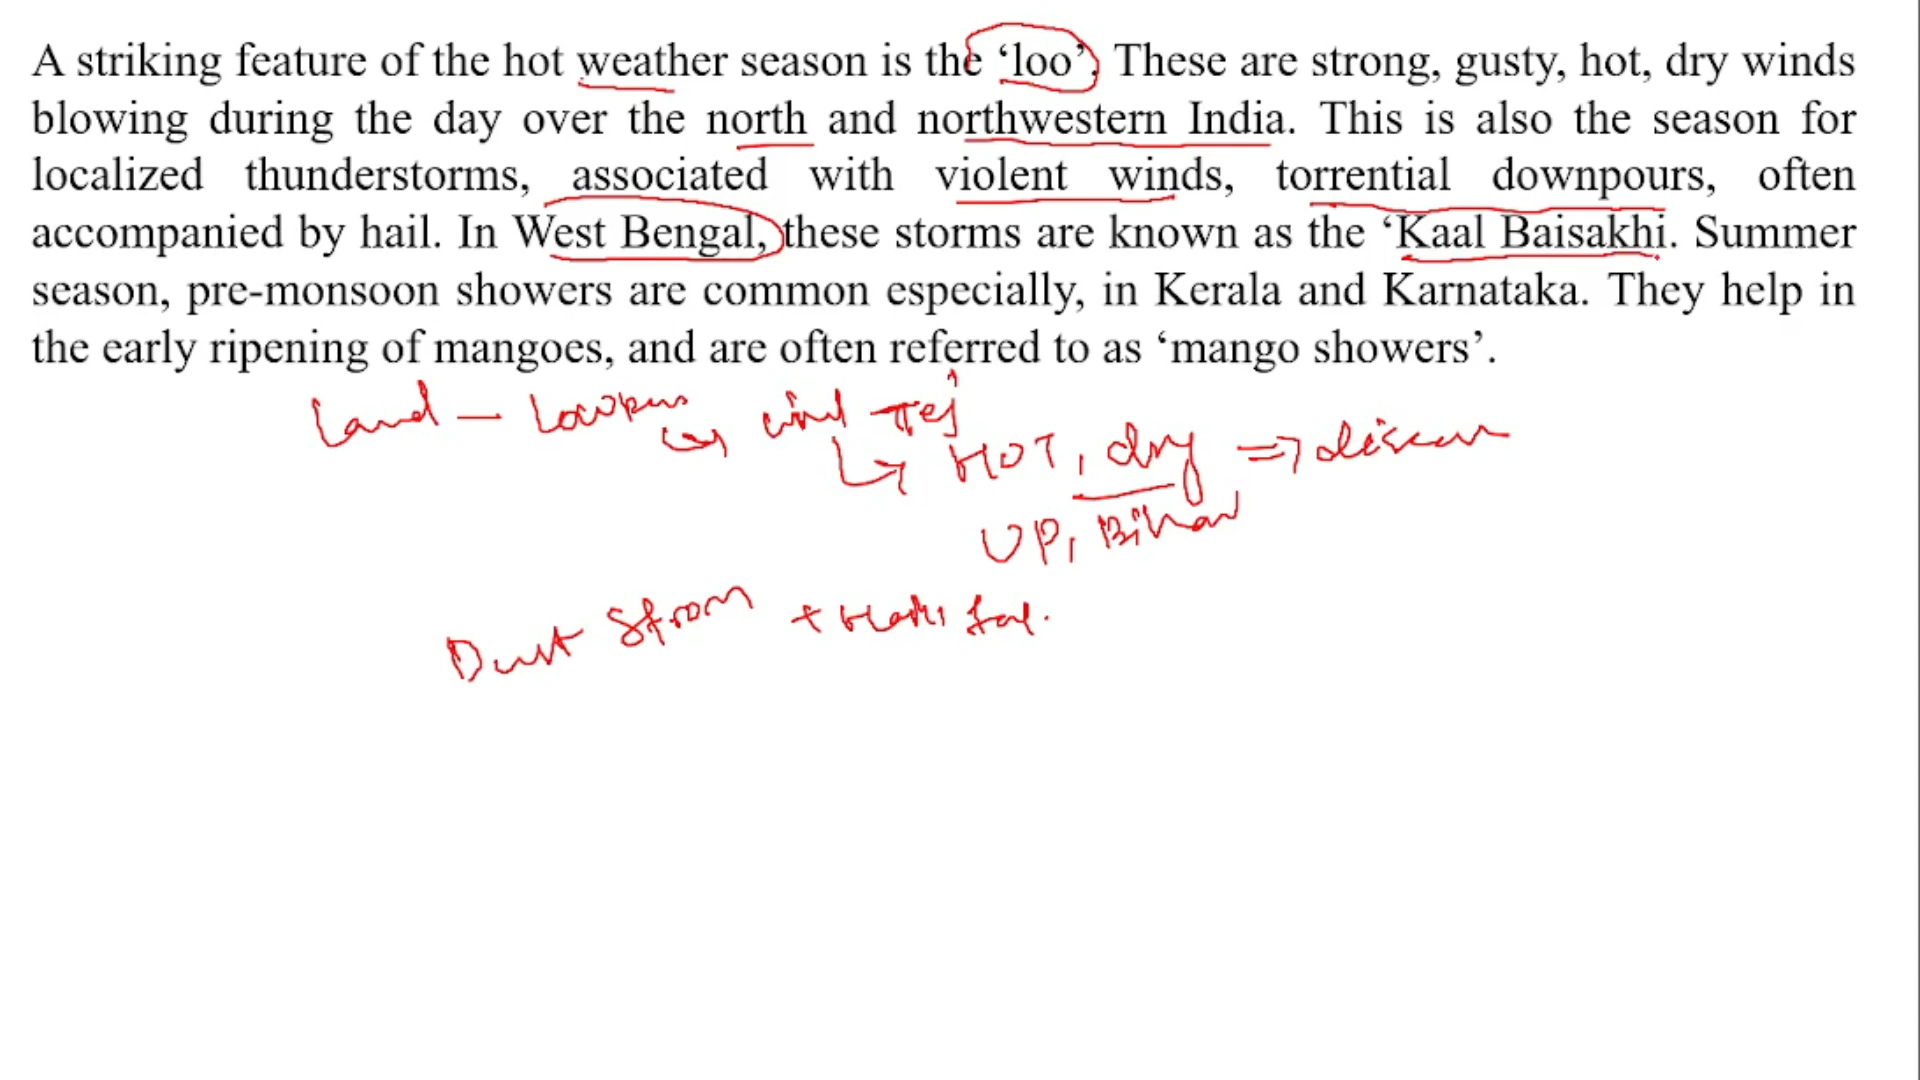 A striking feature of the hot weather season is the ‘loo’. These are strong, gusty, hot, dry winds
blowing during the day over the north and northwestern India. This is also the season for
localized thunderstorms, associated with violent winds, torrential downpours, often
accompanied by hail. In West Bengal, these storms are known as the ‘Kaal Baisakhi. Summer
season, pre-monsoon showers are common especially, in Kerala and Karnataka. They help in
the early ripening of mangoes, and are often referred to as ‘mango showers’.
Land —
wind Tej
HOT, dry ⇒
UP, Bihar
Dust Strom +